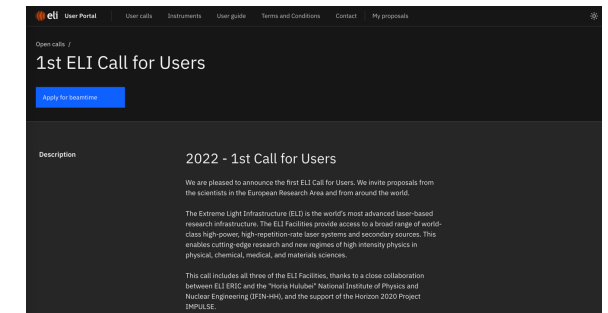 eli User Portal User calls Instruments User guide Terms and Conditions Contact My proposals
Open calls /
1st ELI Call for Users
Apply for beamtime
Description
2022 - 1st Call for Users
We are pleased to announce the first ELI Call for Users. We invite proposals from
the scientists in the European Research Area and from around the world.
The Extreme Light Infrastructure (ELI) is the world's most advanced laser-based
research infrastructure. The ELI Facilities provide access to a broad range of world-
class high-power, high-repetition-rate laser systems and secondary sources. This
enables cutting-edge research and new regimes of high intensity physics in
physical, chemical, medical, and materials sciences.
This call includes all three of the ELI Facilities, thanks to a close collaboration
between ELI ERIC and the "Horia Hulubei" National Institute of Physics and
Nuclear Engineering (IFIN-HH), and the support of the Horizon 2020 Project
IMPULSE.